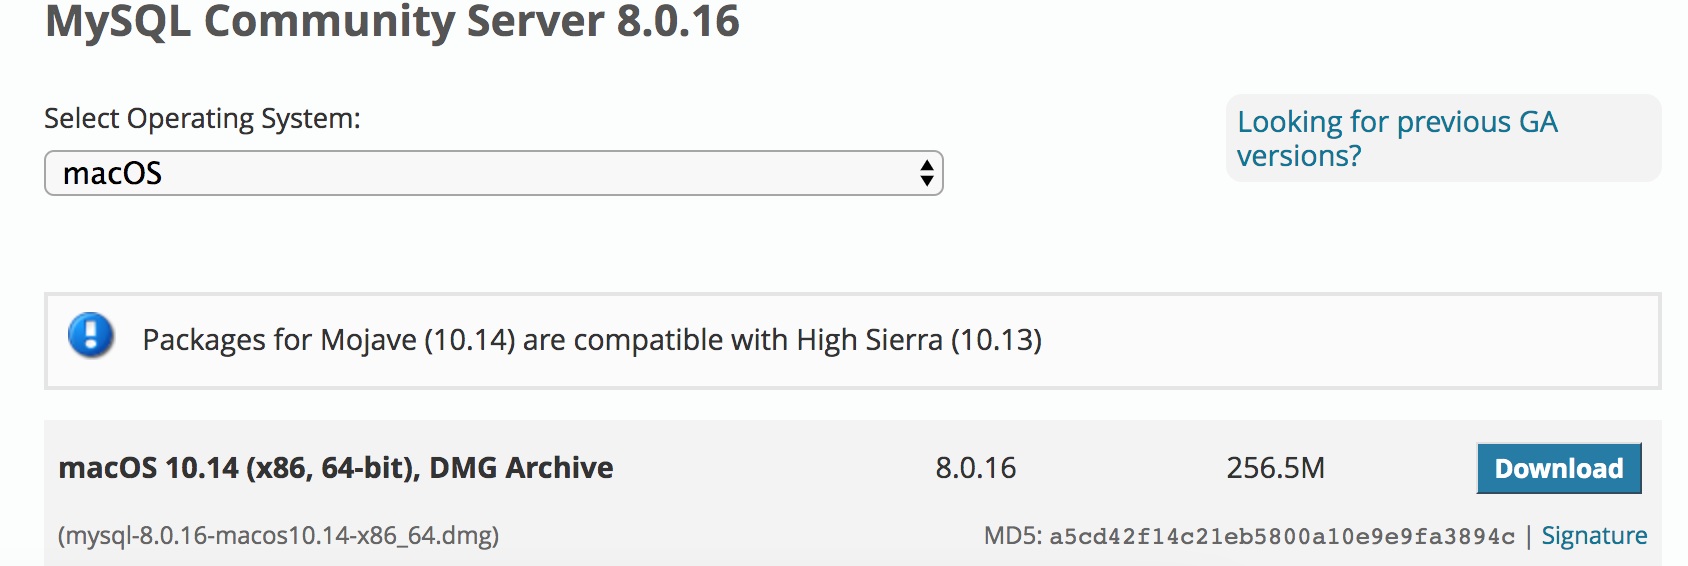 MySQL Community Server 8.0.16
Select Operating System:
macOS
Looking for previous GA
versions?
Packages for Mojave (10.14) are compatible with High Sierra (10.13)
macOS 10.14 (x86, 64-bit), DMG Archive 8.0.16 256.5M Download
(mysql-8.0.16-macos10.14-x86_64.dmg) MD5: a5cd42f14c21eb5800a10e9e9fa3894c | Signature